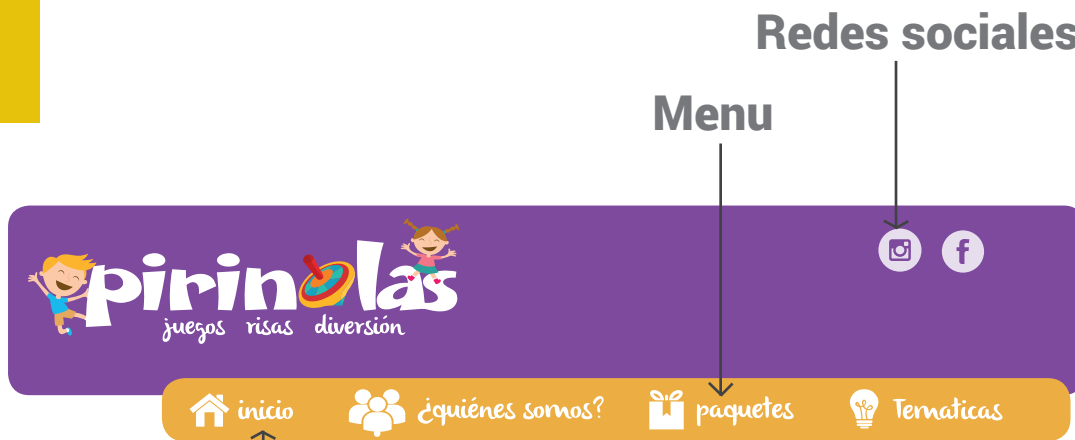 Redes sociales
Menu
pirinolas
juegos risas diversión
f
inicio
¿quiénes somos?
paquetes
Tematicas